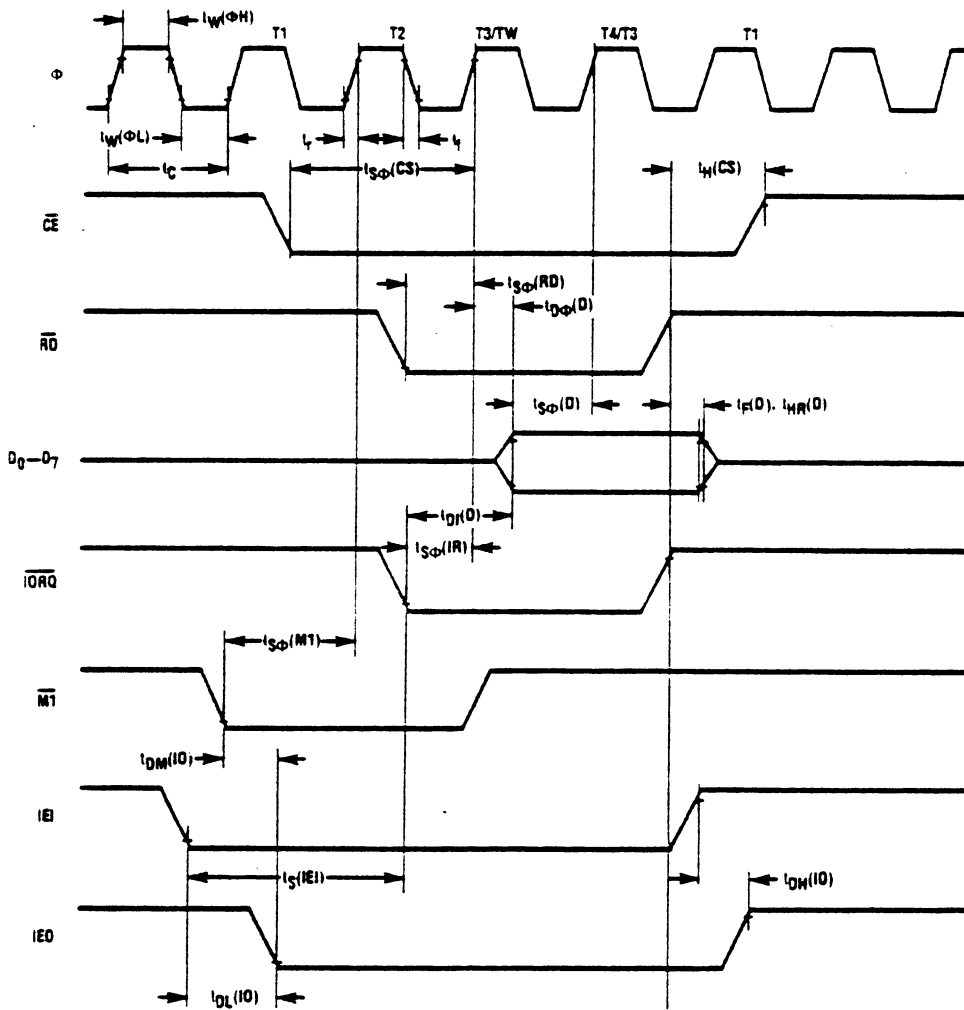 tW(ΦH)
T1 T2 T3/TW T4/T3 T1
Φ
tW(ΦL) tr tf
tC tSΦ(CS) tH(CS)
CE
tSΦ(RD)
tDΦ(D)
RD
tSΦ(D) tF(D), tHR(D)
D0—D7
tDI(D)
tSΦ(IR)
IORQ
tSΦ(M1)
M1
tDM(IO)
IEI
tS(IEI) tDH(IO)
IEO
tDL(IO)